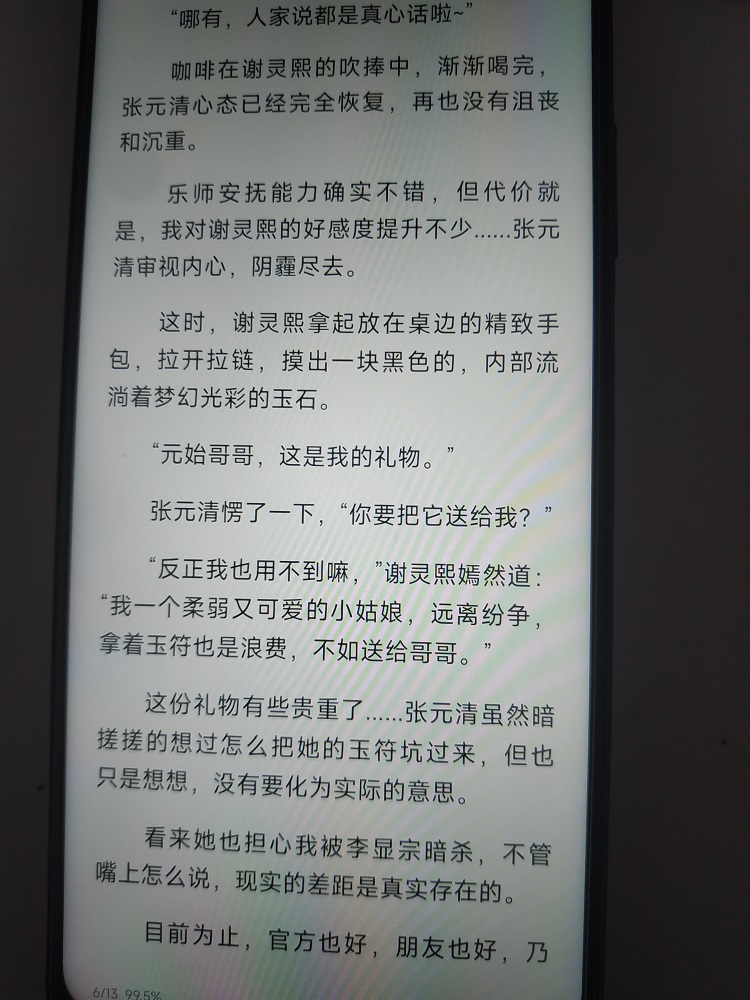 “哪有，人家说都是真心话啦~”
咖啡在谢灵熙的吹捧中，渐渐喝完，
张元清心态已经完全恢复，再也没有沮丧
和沉重。
乐师安抚能力确实不错，但代价就
是，我对谢灵熙的好感度提升不少......张元
清审视内心，阴霾尽去。
这时，谢灵熙拿起放在桌边的精致手
包，拉开拉链，摸出一块黑色的，内部流
淌着梦幻光彩的玉石。
“元始哥哥，这是我的礼物。”
张元清愣了一下，“你要把它送给我？”
“反正我也用不到嘛，”谢灵熙嫣然道：
“我一个柔弱又可爱的小姑娘，远离纷争，
拿着玉符也是浪费，不如送给哥哥。”
这份礼物有些贵重了......张元清虽然暗
搓搓的想过怎么把她的玉符坑过来，但也
只是想想，没有要化为实际的意思。
看来她也担心我被李显宗暗杀，不管
嘴上怎么说，现实的差距是真实存在的。
目前为止，官方也好，朋友也好，乃
6/13 99.5%